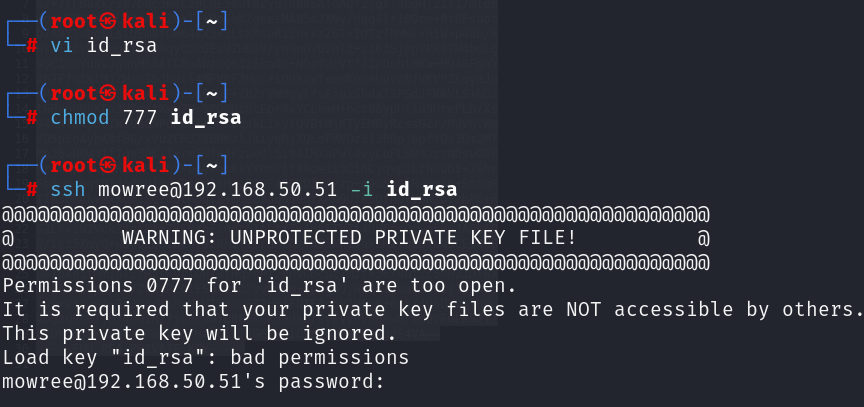 ┌──(root㉿kali)-[~]
└─# vi id_rsa
┌──(root㉿kali)-[~]
└─# chmod 777 id_rsa
┌──(root㉿kali)-[~]
└─# ssh mowree@192.168.50.51 -i id_rsa
@@@@@@@@@@@@@@@@@@@@@@@@@@@@@@@@@@@@@@@@@@@@@@@@@@@@@@@@@@@
@         WARNING: UNPROTECTED PRIVATE KEY FILE!          @
@@@@@@@@@@@@@@@@@@@@@@@@@@@@@@@@@@@@@@@@@@@@@@@@@@@@@@@@@@@
Permissions 0777 for 'id_rsa' are too open.
It is required that your private key files are NOT accessible by others.
This private key will be ignored.
Load key "id_rsa": bad permissions
mowree@192.168.50.51's password: